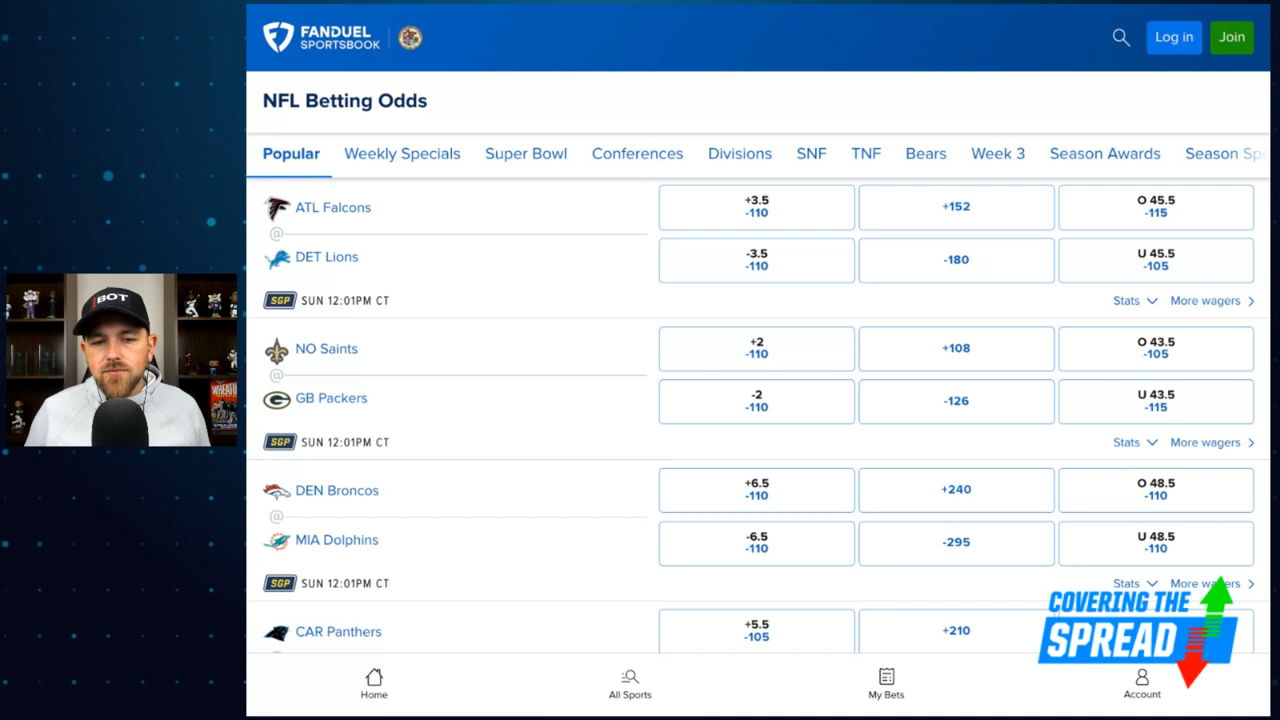 FANDUEL
SPORTSBOOK
Log in
Join
NFL Betting Odds
Popular
Weekly Specials
Super Bowl
Conferences
Divisions
SNF
TNF
Bears
Week 3
Season Awards
Season Sp
ATL Falcons
+3.5
-110
+152
O 45.5
-115
@
DET Lions
-3.5
-110
-180
U 45.5
-105
SGP SUN 12:01PM CT
Stats
More wagers
NO Saints
+2
-110
+108
O 43.5
-105
@
GB Packers
-2
-110
-126
U 43.5
-115
SGP SUN 12:01PM CT
Stats
More wagers
DEN Broncos
+6.5
-110
+240
O 48.5
-110
@
MIA Dolphins
-6.5
-110
-295
U 48.5
-110
SGP SUN 12:01PM CT
Stats
More wagers
CAR Panthers
+5.5
-105
+210
COVERING THE
SPREAD
Home
All Sports
My Bets
Account
BOT
WHEATI